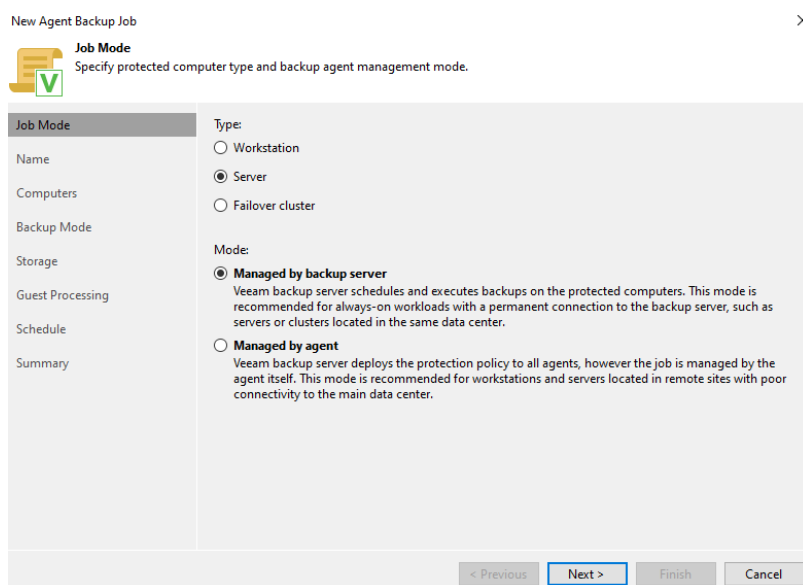 New Agent Backup Job
Job Mode
Specify protected computer type and backup agent management mode.
V
Job Mode
Name
Computers
Backup Mode
Storage
Guest Processing
Schedule
Summary
Type:
Workstation
Server
Failover cluster
Mode:
Managed by backup server
Veeam backup server schedules and executes backups on the protected computers. This mode is
recommended for always-on workloads with a permanent connection to the backup server, such as
servers or clusters located in the same data center.
Managed by agent
Veeam backup server deploys the protection policy to all agents, however the job is managed by the
agent itself. This mode is recommended for workstations and servers located in remote sites with poor
connectivity to the main data center.
< Previous
Next >
Finish
Cancel